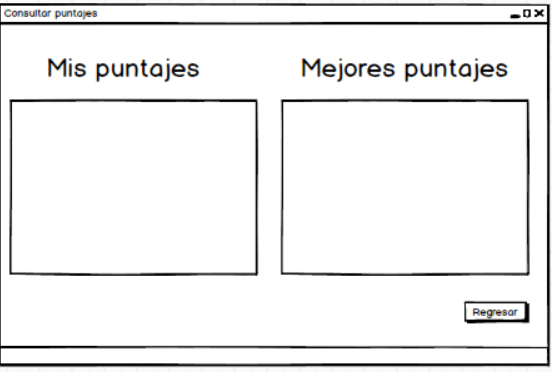 Consultar puntajes
Mis puntajes
Mejores puntajes
Regresar